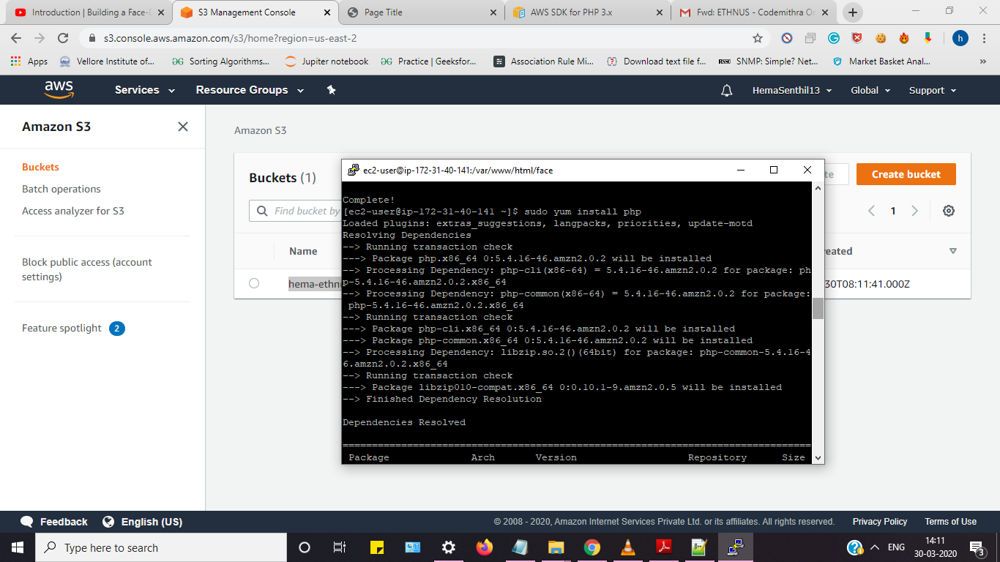 Introduction | Building a Face-D
S3 Management Console
Page Title
AWS SDK for PHP 3.x
Fwd: ETHNUS - Codemithra On
s3.console.aws.amazon.com/s3/home?region=us-east-2
h
Apps
Vellore Institute of...
Sorting Algorithms...
Jupiter notebook
Practice | Geeksfor...
Association Rule Mi...
Download text file f...
SNMP: Simple? Net...
Market Basket Anal...
»
aws
Services
Resource Groups
HemaSenthil13
Global
Support
Amazon S3
Buckets
Batch operations
Access analyzer for S3
Block public access (account
settings)
Feature spotlight 2
Amazon S3
Buckets (1)
te
Create bucket
Find bucket by
1
Name
reated
hema-ethn
30T08:11:41.000Z
ec2-user@ip-172-31-40-141:/var/www/html/face
Complete!
[ec2-user@ip-172-31-40-141 ~]$ sudo yum install php
Loaded plugins: extras_suggestions, langpacks, priorities, update-motd
Resolving Dependencies
--> Running transaction check
---> Package php.x86_64 0:5.4.16-46.amzn2.0.2 will be installed
--> Processing Dependency: php-cli(x86-64) = 5.4.16-46.amzn2.0.2 for package: ph
p-5.4.16-46.amzn2.0.2.x86_64
--> Processing Dependency: php-common(x86-64) = 5.4.16-46.amzn2.0.2 for package:
php-5.4.16-46.amzn2.0.2.x86_64
--> Running transaction check
---> Package php-cli.x86_64 0:5.4.16-46.amzn2.0.2 will be installed
---> Package php-common.x86_64 0:5.4.16-46.amzn2.0.2 will be installed
--> Processing Dependency: libzip.so.2()(64bit) for package: php-common-5.4.16-4
6.amzn2.0.2.x86_64
--> Running transaction check
---> Package libzip010-compat.x86_64 0:0.10.1-9.amzn2.0.5 will be installed
--> Finished Dependency Resolution
Dependencies Resolved
================================================================================
Package Arch Version Repository Size
Feedback
English (US)
© 2008 - 2020, Amazon Internet Services Private Ltd. or its affiliates. All rights reserved.
Privacy Policy
Terms of Use
Type here to search
ENG
14:11
30-03-2020
3